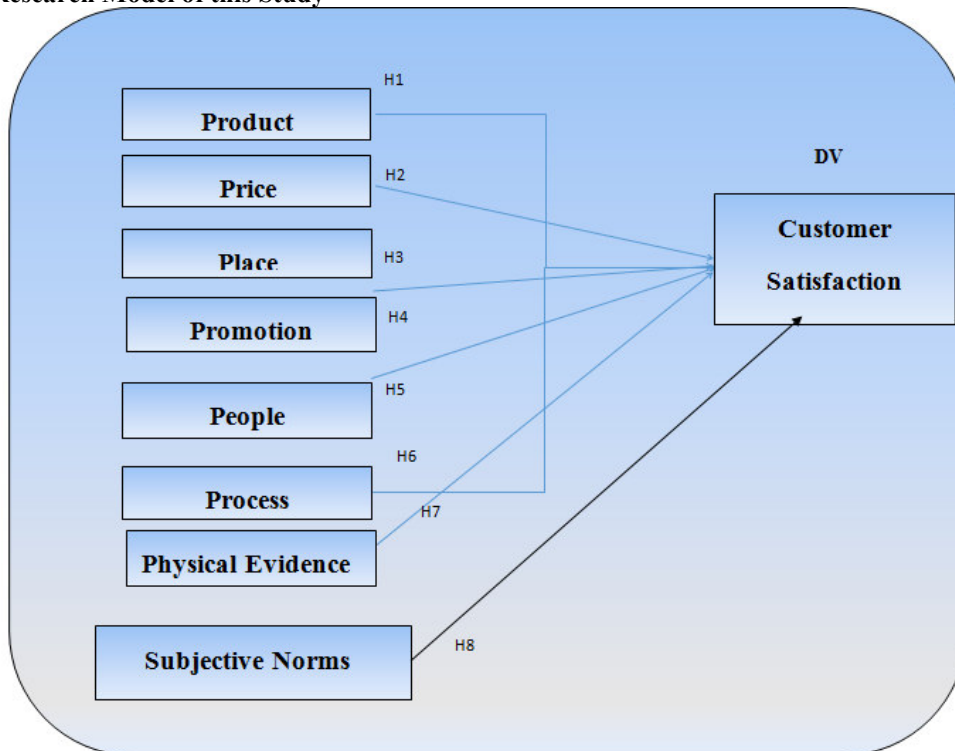 Research Model of this Study
H1
Product
DV
Price
H2
Customer
Satisfaction
Place
H3
Promotion
H4
People
H5
Process
H6
Physical Evidence
H7
Subjective Norms
H8